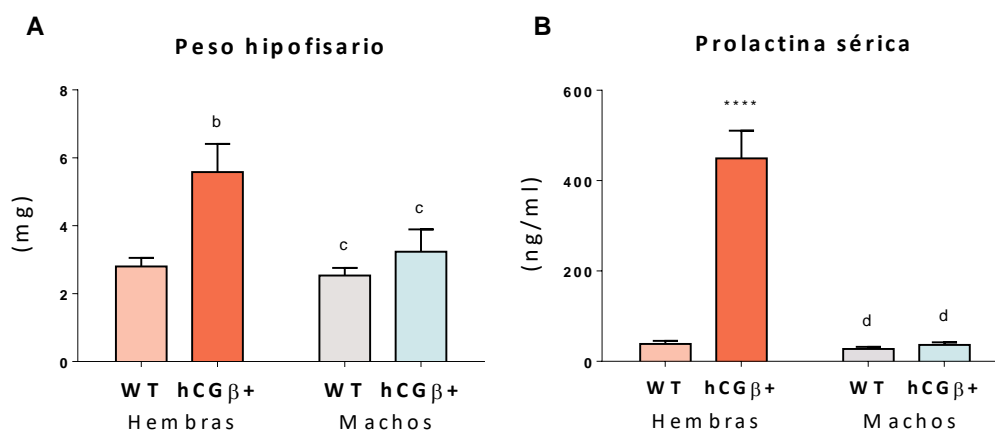 A
Peso hipofisario
(mg)
8
6
4
2
0
b
c
c
WT hCGβ+ WT hCGβ+
Hembras Machos
B
Prolactina sérica
(ng/ml)
600
400
200
0
****
d
d
WT hCGβ+ WT hCGβ+
Hembras Machos